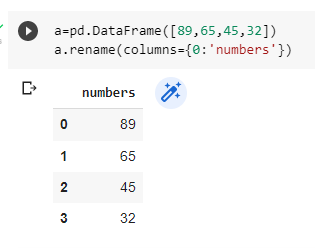 a=pd.DataFrame([89,65,45,32])
a.rename(columns={0:'numbers'})
numbers
0 89
1 65
2 45
3 32